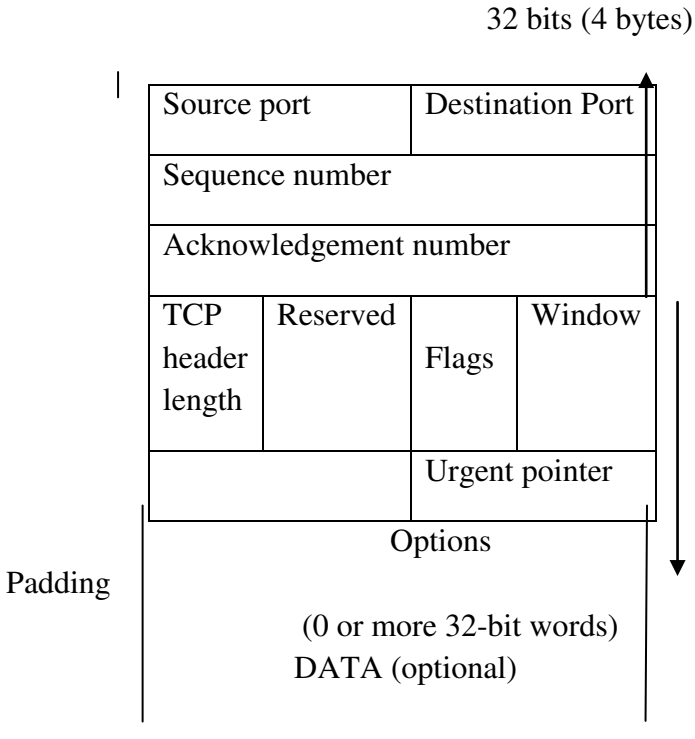 32 bits (4 bytes)
Source port
Destination Port
Sequence number
Acknowledgement number
TCP
header
length
Reserved
Flags
Window
Urgent pointer
Options
Padding
(0 or more 32-bit words)
DATA (optional)